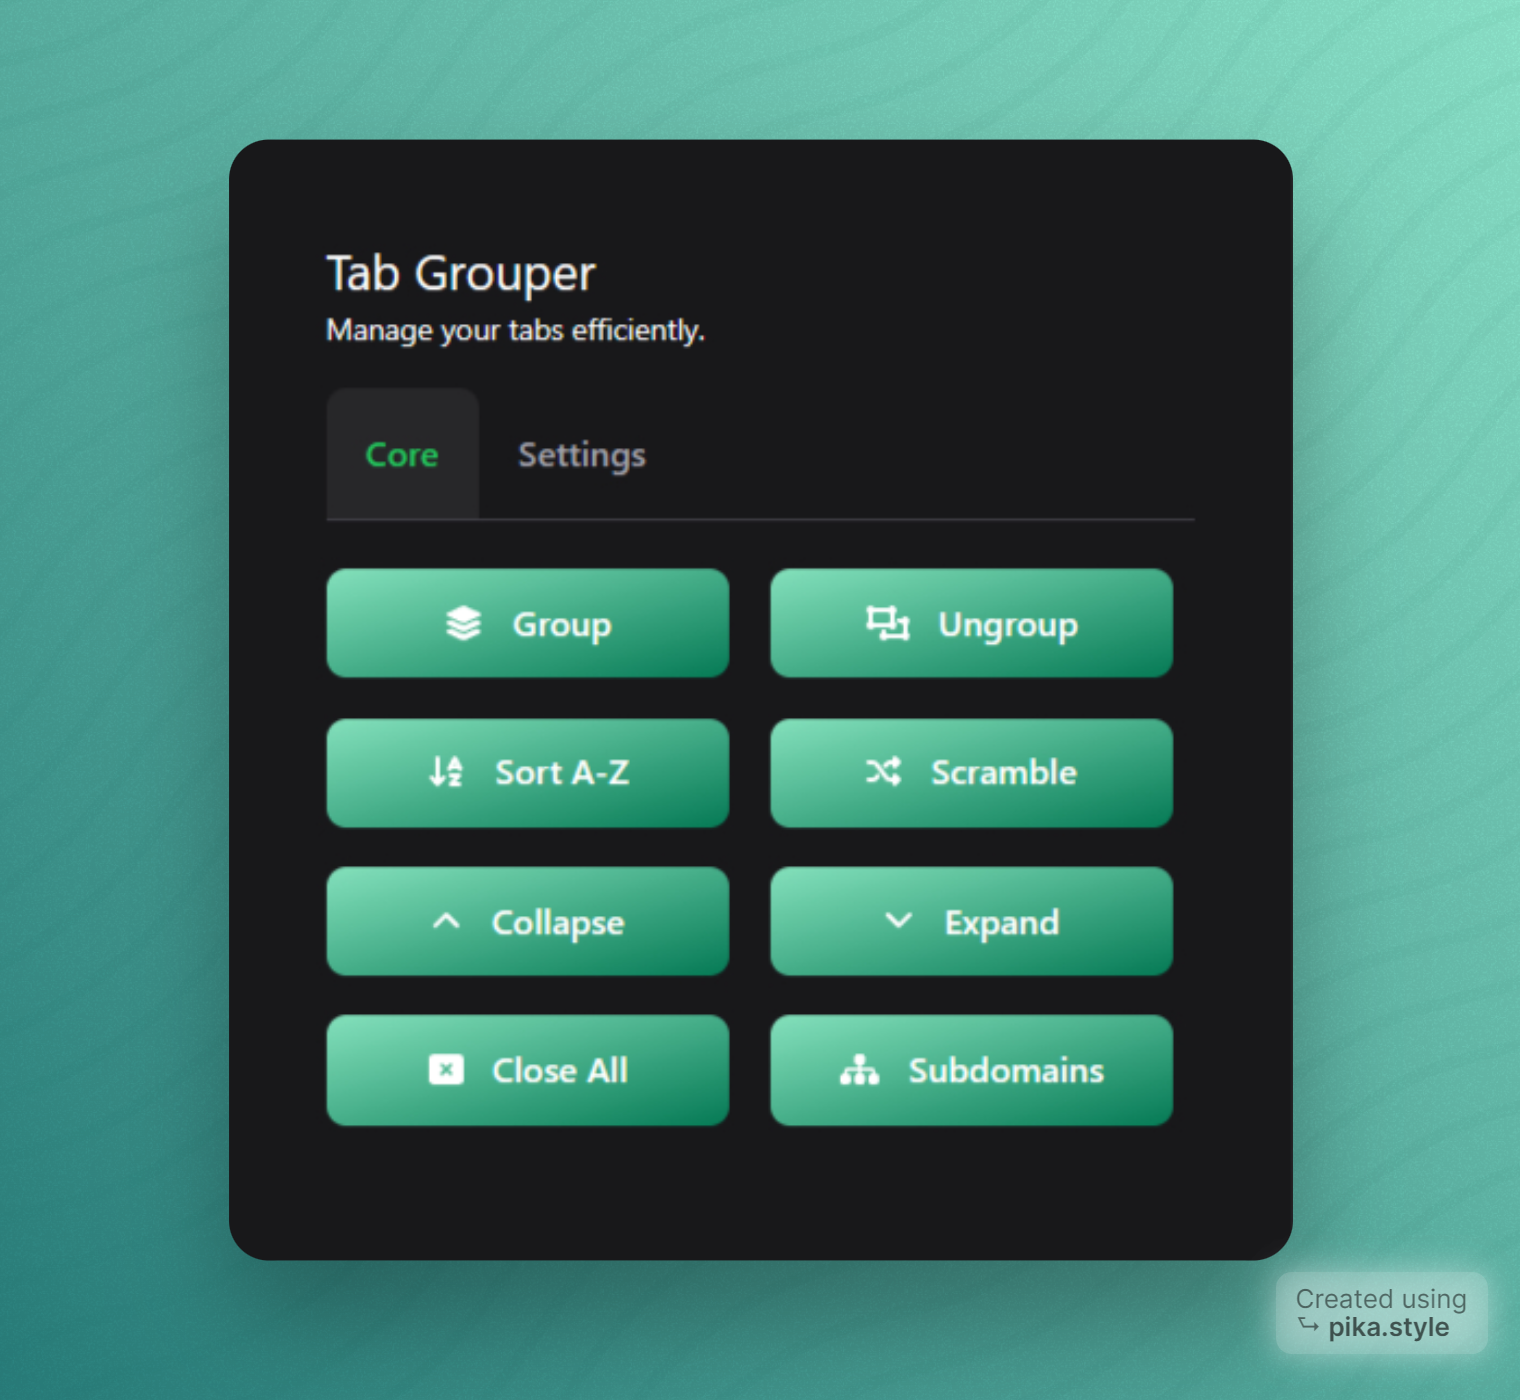 Tab Grouper
Manage your tabs efficiently.
Core Settings
Group Ungroup
Sort A-Z Scramble
Collapse Expand
Close All Subdomains
Created using
pika.style